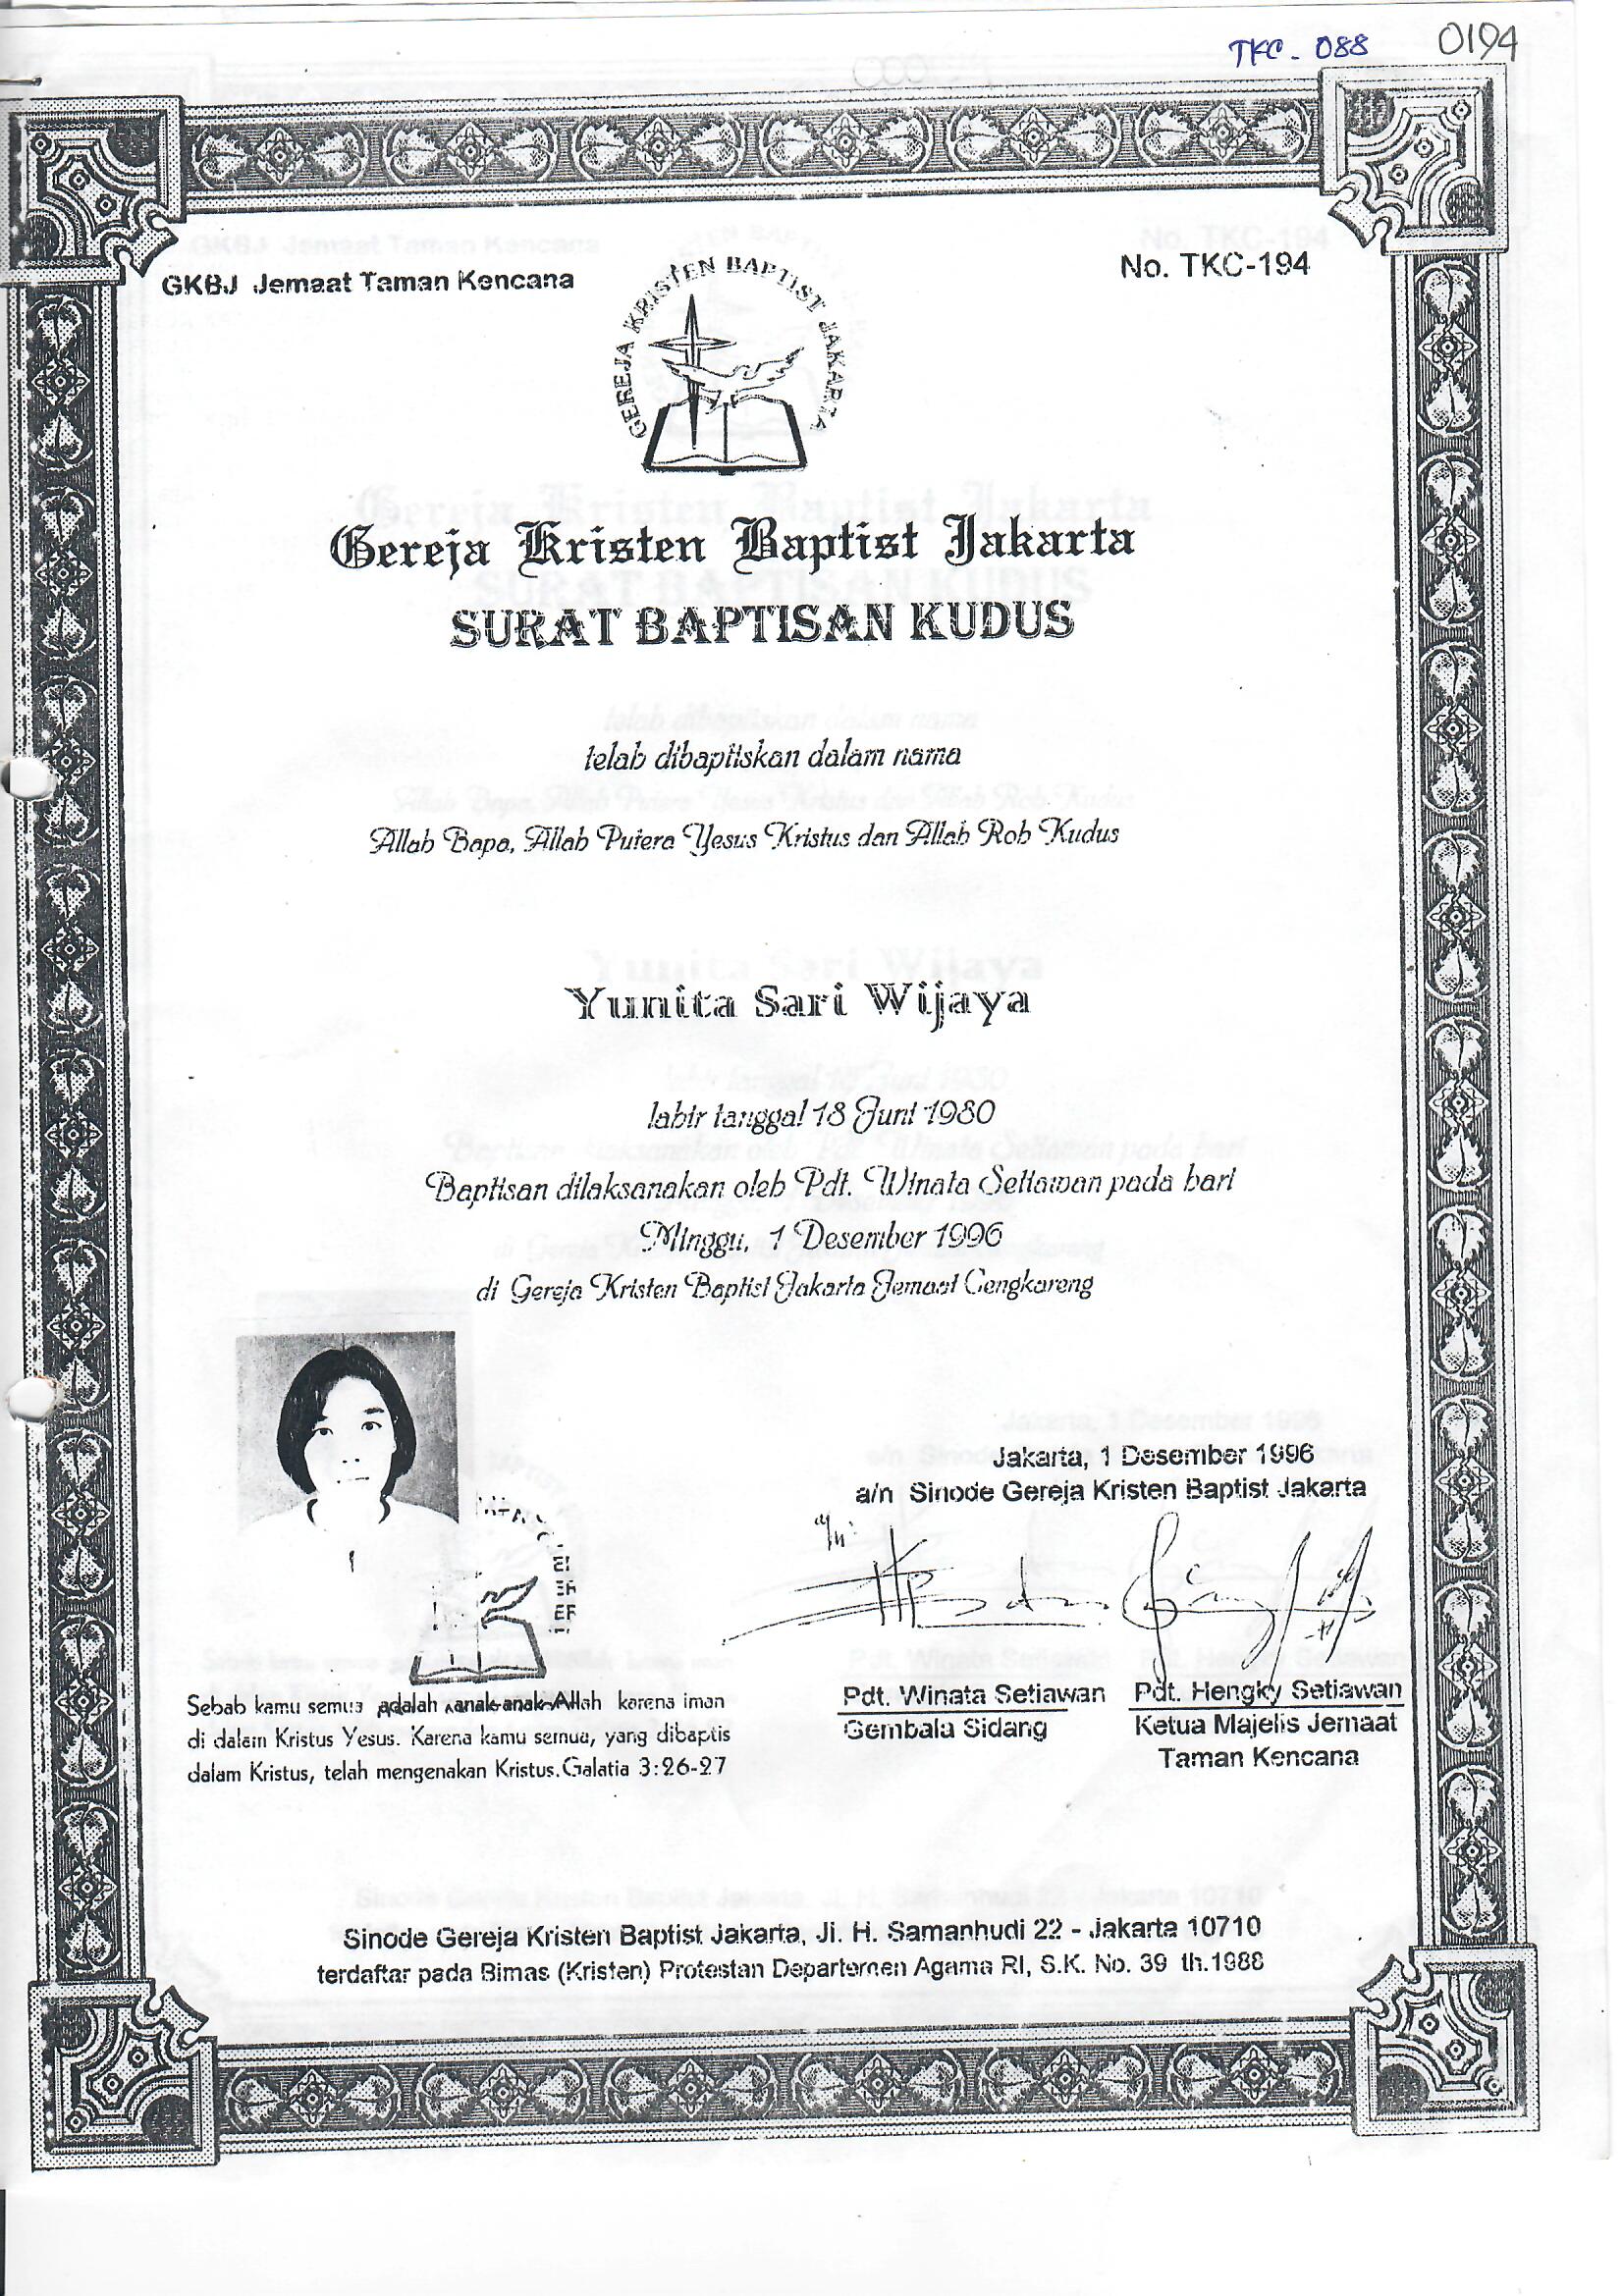 TKC - 088 0194
GKBJ Jemaat Taman Kencana
No. TKC-194
GEREJA KRISTEN BAPTIST JAKARTA
Gereja Kristen Baptist Jakarta
SURAT BAPTISAN KUDUS
telah dibaptiskan dalam nama
Allah Bapa, Allah Putera Yesus Kristus dan Allah Roh Kudus
Yunita Sari Wijaya
lahir tanggal 18 Juni 1980
Baptisan dilaksanakan oleh Pdt. Winata Setiawan pada hari
Minggu, 1 Desember 1996
di Gereja Kristen Baptist Jakarta Jemaat Cengkareng
Jakarta, 1 Desember 1996
a/n Sinode Gereja Kristen Baptist Jakarta
a/n
Pdt. Winata Setiawan
Gembala Sidang
Pdt. Hengky Setiawan
Ketua Majelis Jemaat
Taman Kencana
Sebab kamu semua adalah anak-anak Allah karena iman
di dalam Kristus Yesus. Karena kamu semua, yang dibaptis
dalam Kristus, telah mengenakan Kristus. Galatia 3:26-27
Sinode Gereja Kristen Baptist Jakarta, Jl. H. Samanhudi 22 - Jakarta 10710
terdaftar pada Bimas (Kristen) Protestan Departemen Agama RI, S.K. No. 39 th.1988